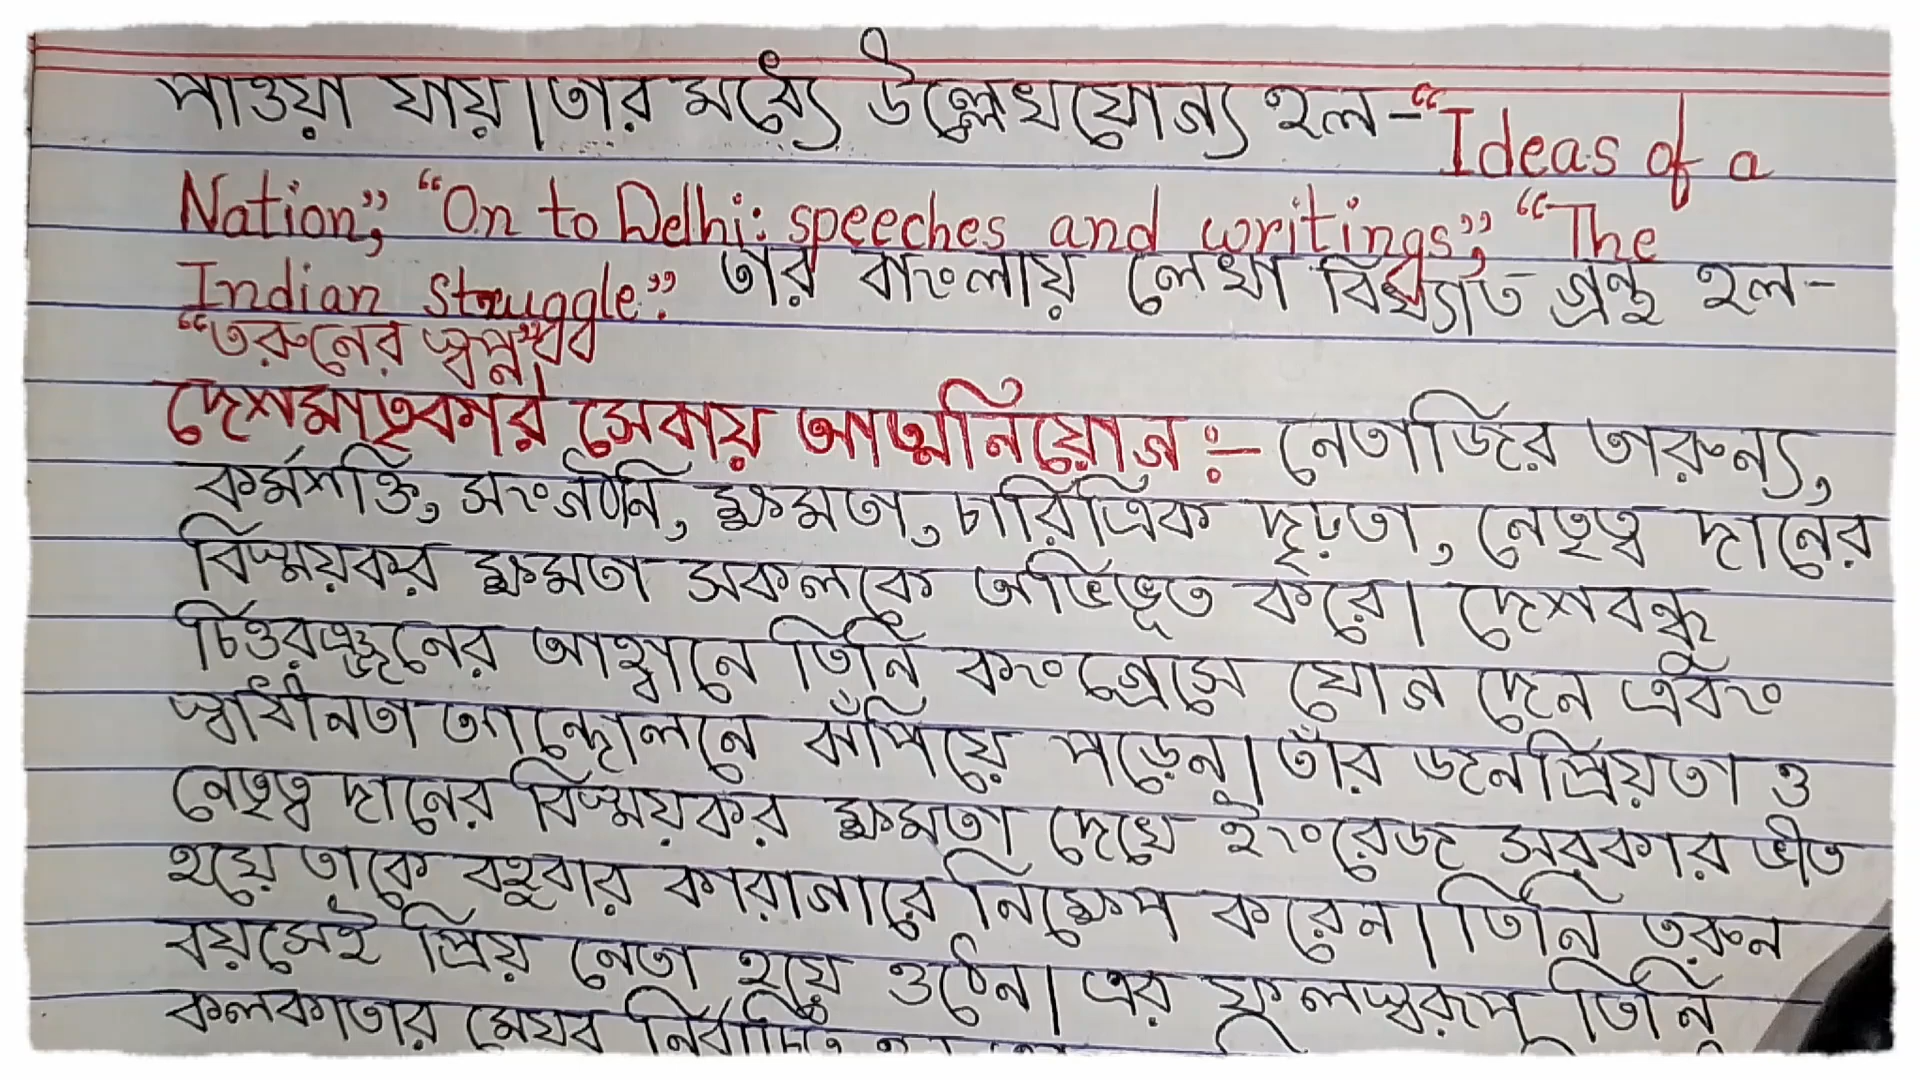 পাওয়া যায়।তার মধ্যে উল্লেখযোগ্য হল-“Ideas of a
Nation”, “On to Delhi: speeches and writings”, “The
Indian Struggle”. তার বাংলায় লেখা বিখ্যাত গ্রন্থ হল-
“তরুনের স্বপ্ন”
দেশমাতৃকার সেবায় আত্মনিয়োগ :- নেতাজির তারুন্য,
কর্মশক্তি, সংগঠনি, ক্ষমতা, চারিত্রিক দৃঢ়তা, নেতৃত্ব দানের
বিস্ময়কর ক্ষমতা সকলকে অভিভূত করে। দেশবন্ধু
চিত্তরঞ্জনের আহ্বানে তিনি কংগ্রেসে যোগ দেন এবং
স্বাধীনতা আন্দোলনে ঝাঁপিয়ে পড়েন। তাঁর জনপ্রিয়তা ও
নেতৃত্ব দানের বিস্ময়কর ক্ষমতা দেখে ইংরেজ সরকার ভীত
হয়ে তাকে বহুবার কারাগারে নিক্ষেপ করেন। তিনি তরুন
বয়সেই প্রিয় নেতা হয়ে ওঠেন। এর ফলস্বরূপ তিনি
কলকাতার মেয়র